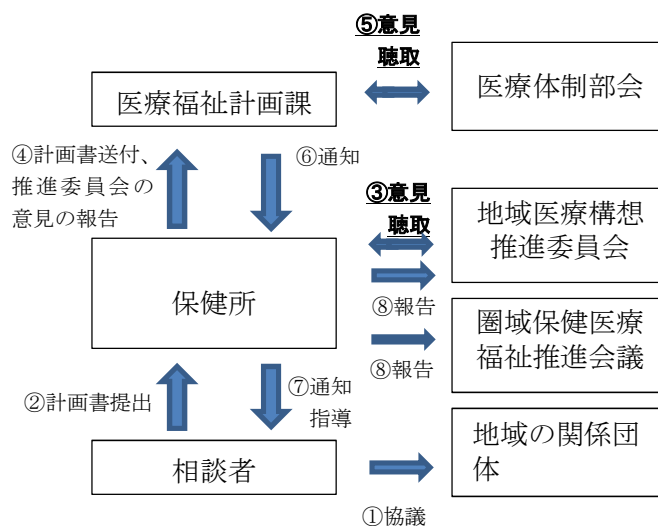 ⑤意見
聴取
医療福祉計画課
医療体制部会
④計画書送付、
推進委員会の
意見の報告
⑥通知
③意見
聴取
地域医療構想
推進委員会
保健所
⑧報告
圏域保健医療
福祉推進会議
⑧報告
②計画書提出
⑦通知
指導
地域の関係団
体
相談者
①協議